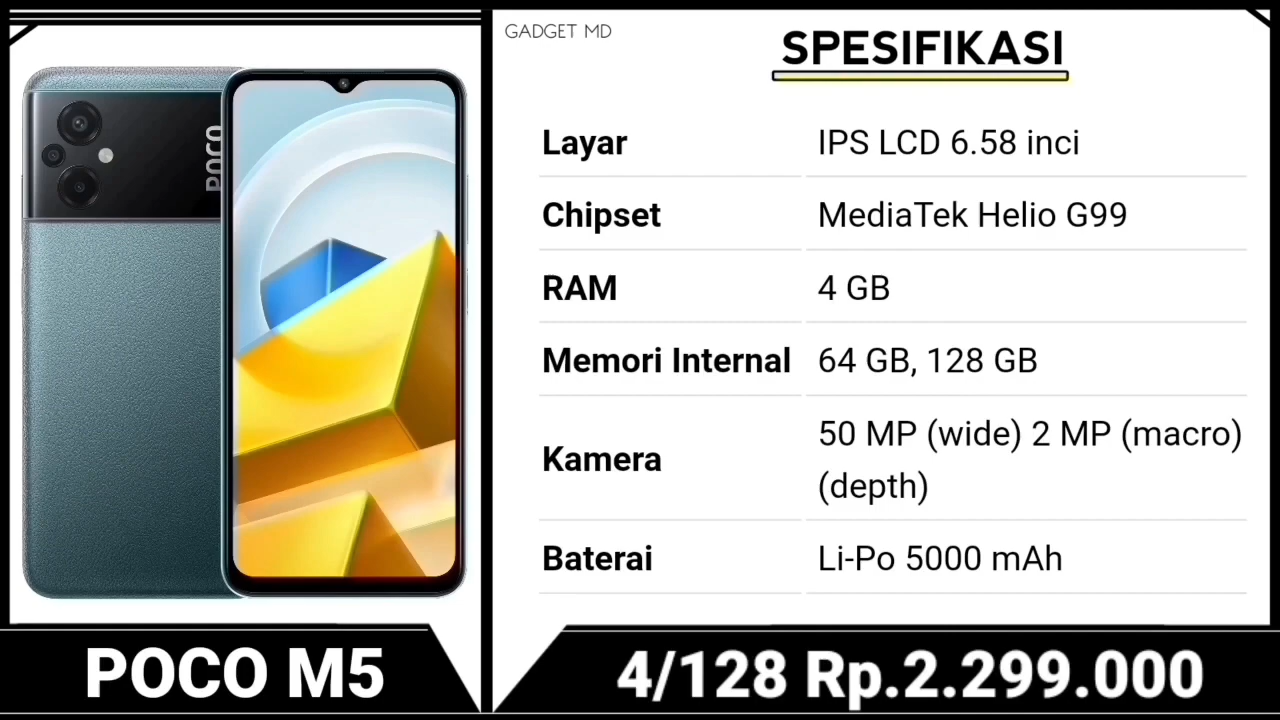 GADGET MD
SPESIFIKASI
POCO
Layar IPS LCD 6.58 inci
Chipset MediaTek Helio G99
RAM 4 GB
Memori Internal 64 GB, 128 GB
Kamera 50 MP (wide) 2 MP (macro)
(depth)
Baterai Li-Po 5000 mAh
POCO M5
4/128 Rp.2.299.000